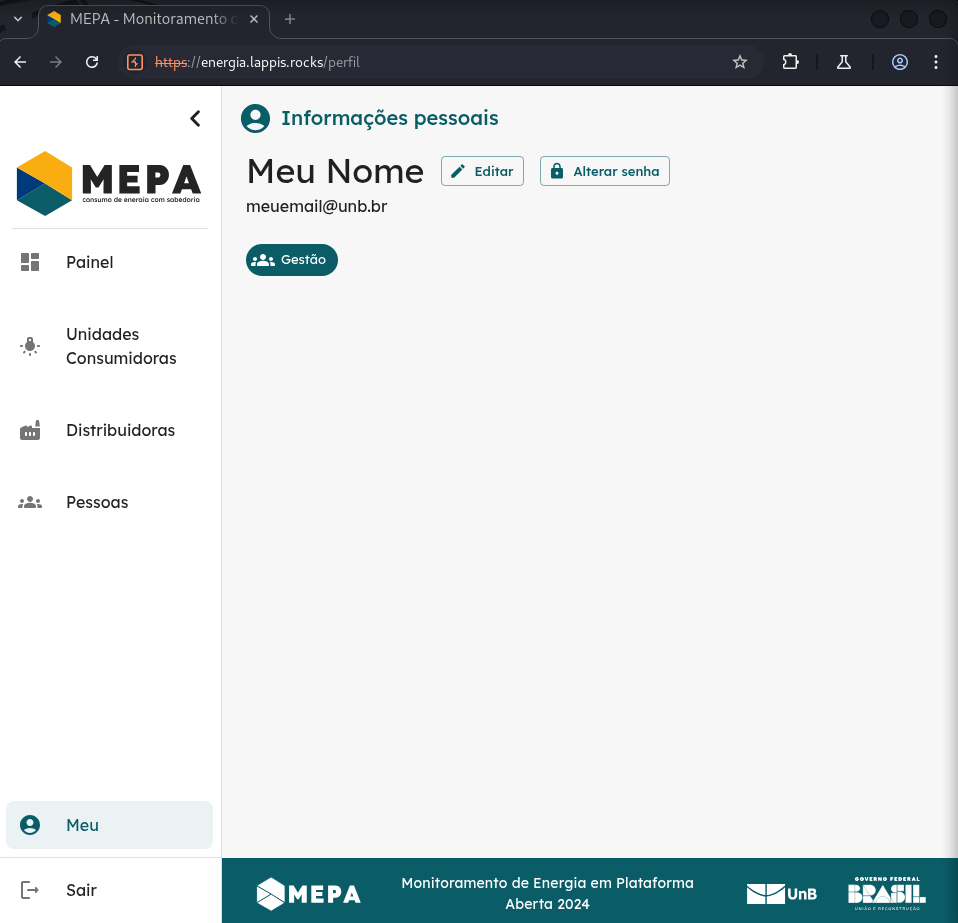 MEPA - Monitoramento
https://energia.lappis.rocks/perfil
MEPA
consumo de energia com sabedoria
Painel
Unidades
Consumidoras
Distribuidoras
Pessoas
Meu
Sair
Informações pessoais
Meu Nome
Editar
Alterar senha
meuemail@unb.br
Gestão
MEPA
Monitoramento de Energia em Plataforma
Aberta 2024
UnB
GOVERNO FEDERAL
BRASIL
UNIÃO E RECONSTRUÇÃO